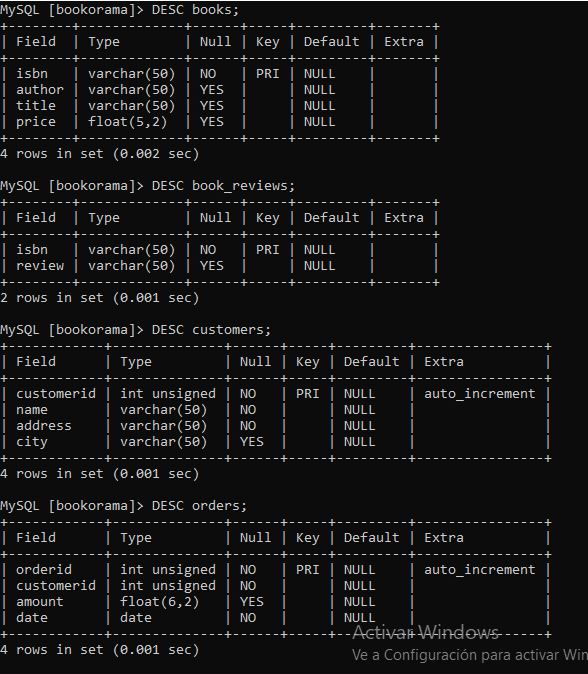 MySQL [bookorama]> DESC books;
+--------+-------------+------+-----+---------+-------+
| Field  | Type        | Null | Key | Default | Extra |
+--------+-------------+------+-----+---------+-------+
| isbn   | varchar(50) | NO   | PRI | NULL    |       |
| author | varchar(50) | YES  |     | NULL    |       |
| title  | varchar(50) | YES  |     | NULL    |       |
| price  | float(5,2)  | YES  |     | NULL    |       |
+--------+-------------+------+-----+---------+-------+
4 rows in set (0.002 sec)
MySQL [bookorama]> DESC book_reviews;
+--------+-------------+------+-----+---------+-------+
| Field  | Type        | Null | Key | Default | Extra |
+--------+-------------+------+-----+---------+-------+
| isbn   | varchar(50) | NO   | PRI | NULL    |       |
| review | varchar(50) | YES  |     | NULL    |       |
+--------+-------------+------+-----+---------+-------+
2 rows in set (0.001 sec)
MySQL [bookorama]> DESC customers;
+------------+--------------+------+-----+---------+----------------+
| Field      | Type         | Null | Key | Default | Extra          |
+------------+--------------+------+-----+---------+----------------+
| customerid | int unsigned | NO   | PRI | NULL    | auto_increment |
| name       | varchar(50)  | NO   |     | NULL    |                |
| address    | varchar(50)  | NO   |     | NULL    |                |
| city       | varchar(50)  | YES  |     | NULL    |                |
+------------+--------------+------+-----+---------+----------------+
4 rows in set (0.001 sec)
MySQL [bookorama]> DESC orders;
+------------+--------------+------+-----+---------+----------------+
| Field      | Type         | Null | Key | Default | Extra          |
+------------+--------------+------+-----+---------+----------------+
| orderid    | int unsigned | NO   | PRI | NULL    | auto_increment |
| customerid | int unsigned | NO   |     | NULL    |                |
| amount     | float(6,2)   | YES  |     | NULL    |                |
| date       | date         | NO   |     | NULL    |                |
+------------+--------------+------+-----+---------+----------------+
4 rows in set (0.001 sec)
Activar Windows
Ve a Configuración para activar Win